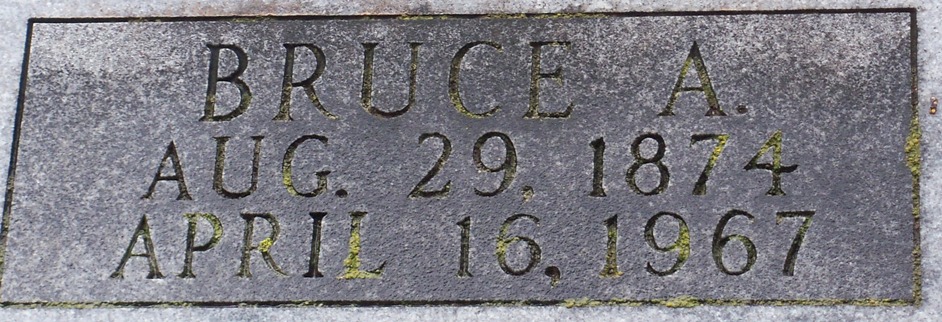 BRUCE A.
AUG. 29, 1874
APRIL 16, 1967